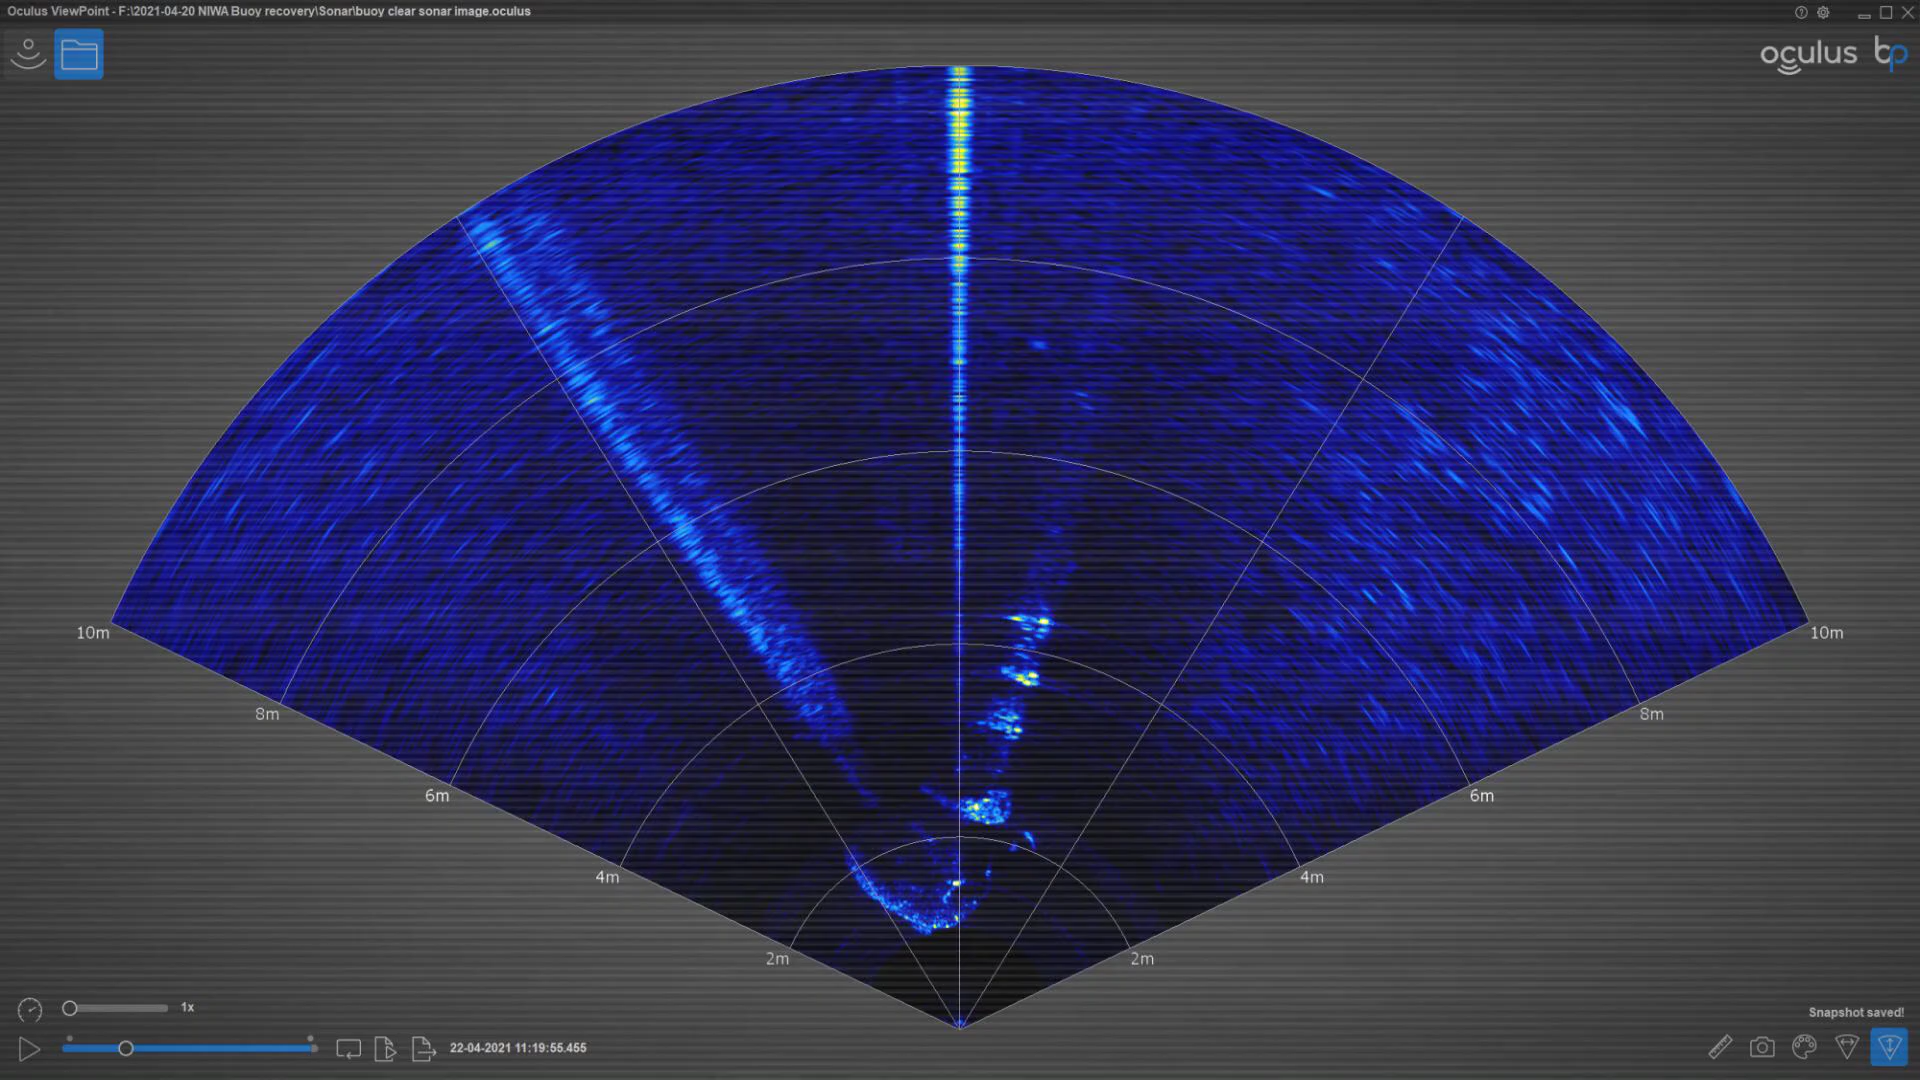 Oculus ViewPoint - F:\2021-04-20 NIWA Buoy recovery\Sonar\buoy clear sonar image.oculus
oculus bp
10m 10m
8m 8m
6m 6m
4m 4m
2m 2m
1x
Snapshot saved!
22-04-2021 11:19:55.455